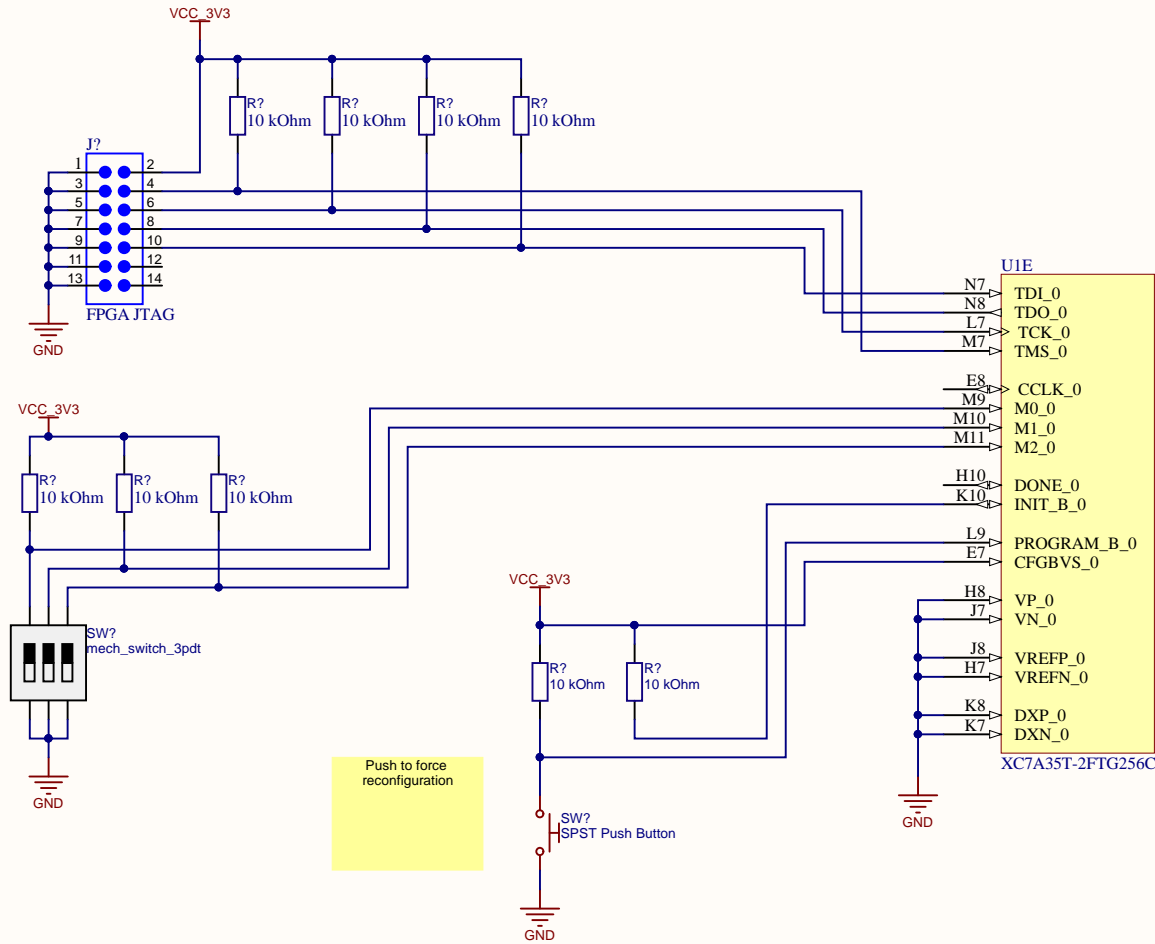 VCC_3V3
R?
10 kOhm
R?
10 kOhm
R?
10 kOhm
R?
10 kOhm
J?
1 2
3 4
5 6
7 8
9 10
11 12
13 14
FPGA JTAG
GND
U1E
N7 TDI_0
N8 TDO_0
L7 TCK_0
M7 TMS_0
E8 CCLK_0
M9 M0_0
M10 M1_0
M11 M2_0
H10 DONE_0
K10 INIT_B_0
L9 PROGRAM_B_0
E7 CFGBVS_0
H8 VP_0
J7 VN_0
J8 VREFP_0
H7 VREFN_0
K8 DXP_0
K7 DXN_0
XC7A35T-2FTG256C
GND
VCC_3V3
R?
10 kOhm
R?
10 kOhm
R?
10 kOhm
SW?
mech_switch_3pdt
GND
VCC_3V3
R?
10 kOhm
R?
10 kOhm
Push to force
reconfiguration
SW?
SPST Push Button
GND